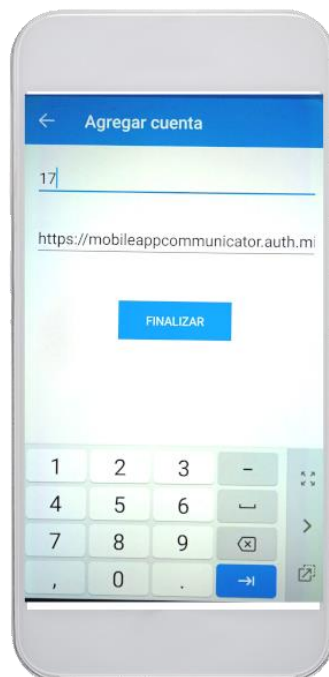 ← Agregar cuenta
17
https://mobileappcommunicator.auth.mi
FINALIZAR
1 2 3 -
4 5 6
7 8 9
, 0 .